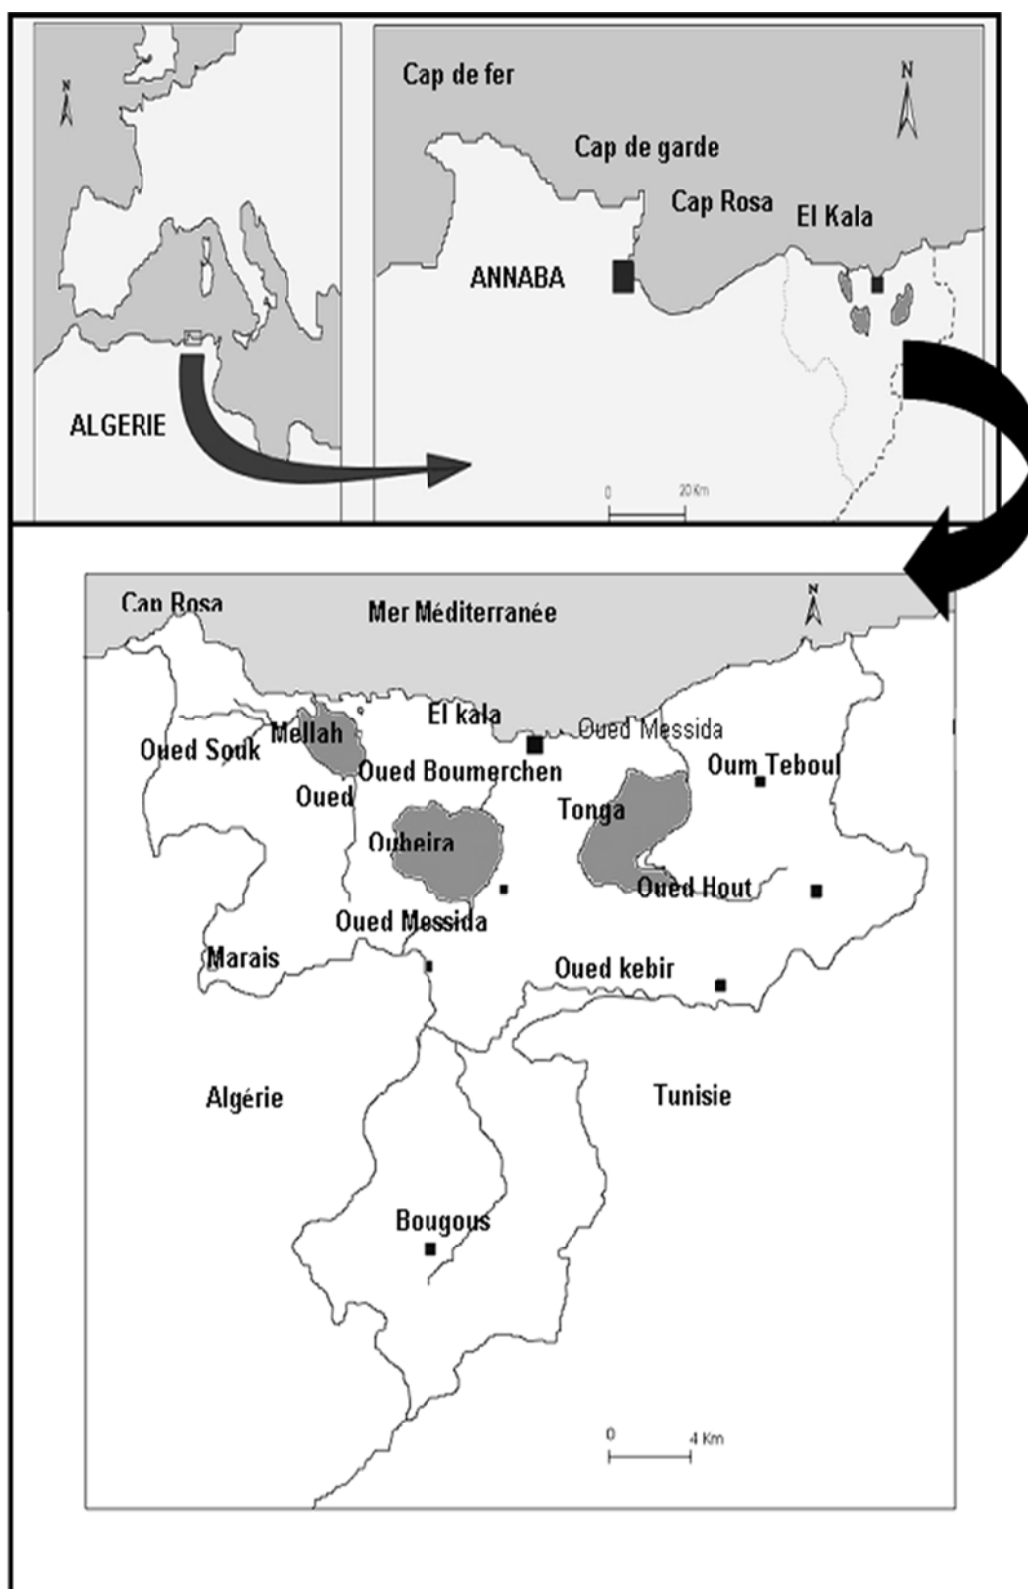 N
ALGERIE
Cap de fer
N
Cap de garde
Cap Rosa
El Kala
ANNABA
0
20 Km
Cap Rosa
Mer Méditerranée
N
El kala
Oued Messida
Mellah
Oued Souk
Oued Boumerchen
Oum Teboul
Oued
Tonga
Oubeira
Oued Hout
Oued Messida
Marais
Oued kebir
Algérie
Tunisie
Bougous
0
4 Km